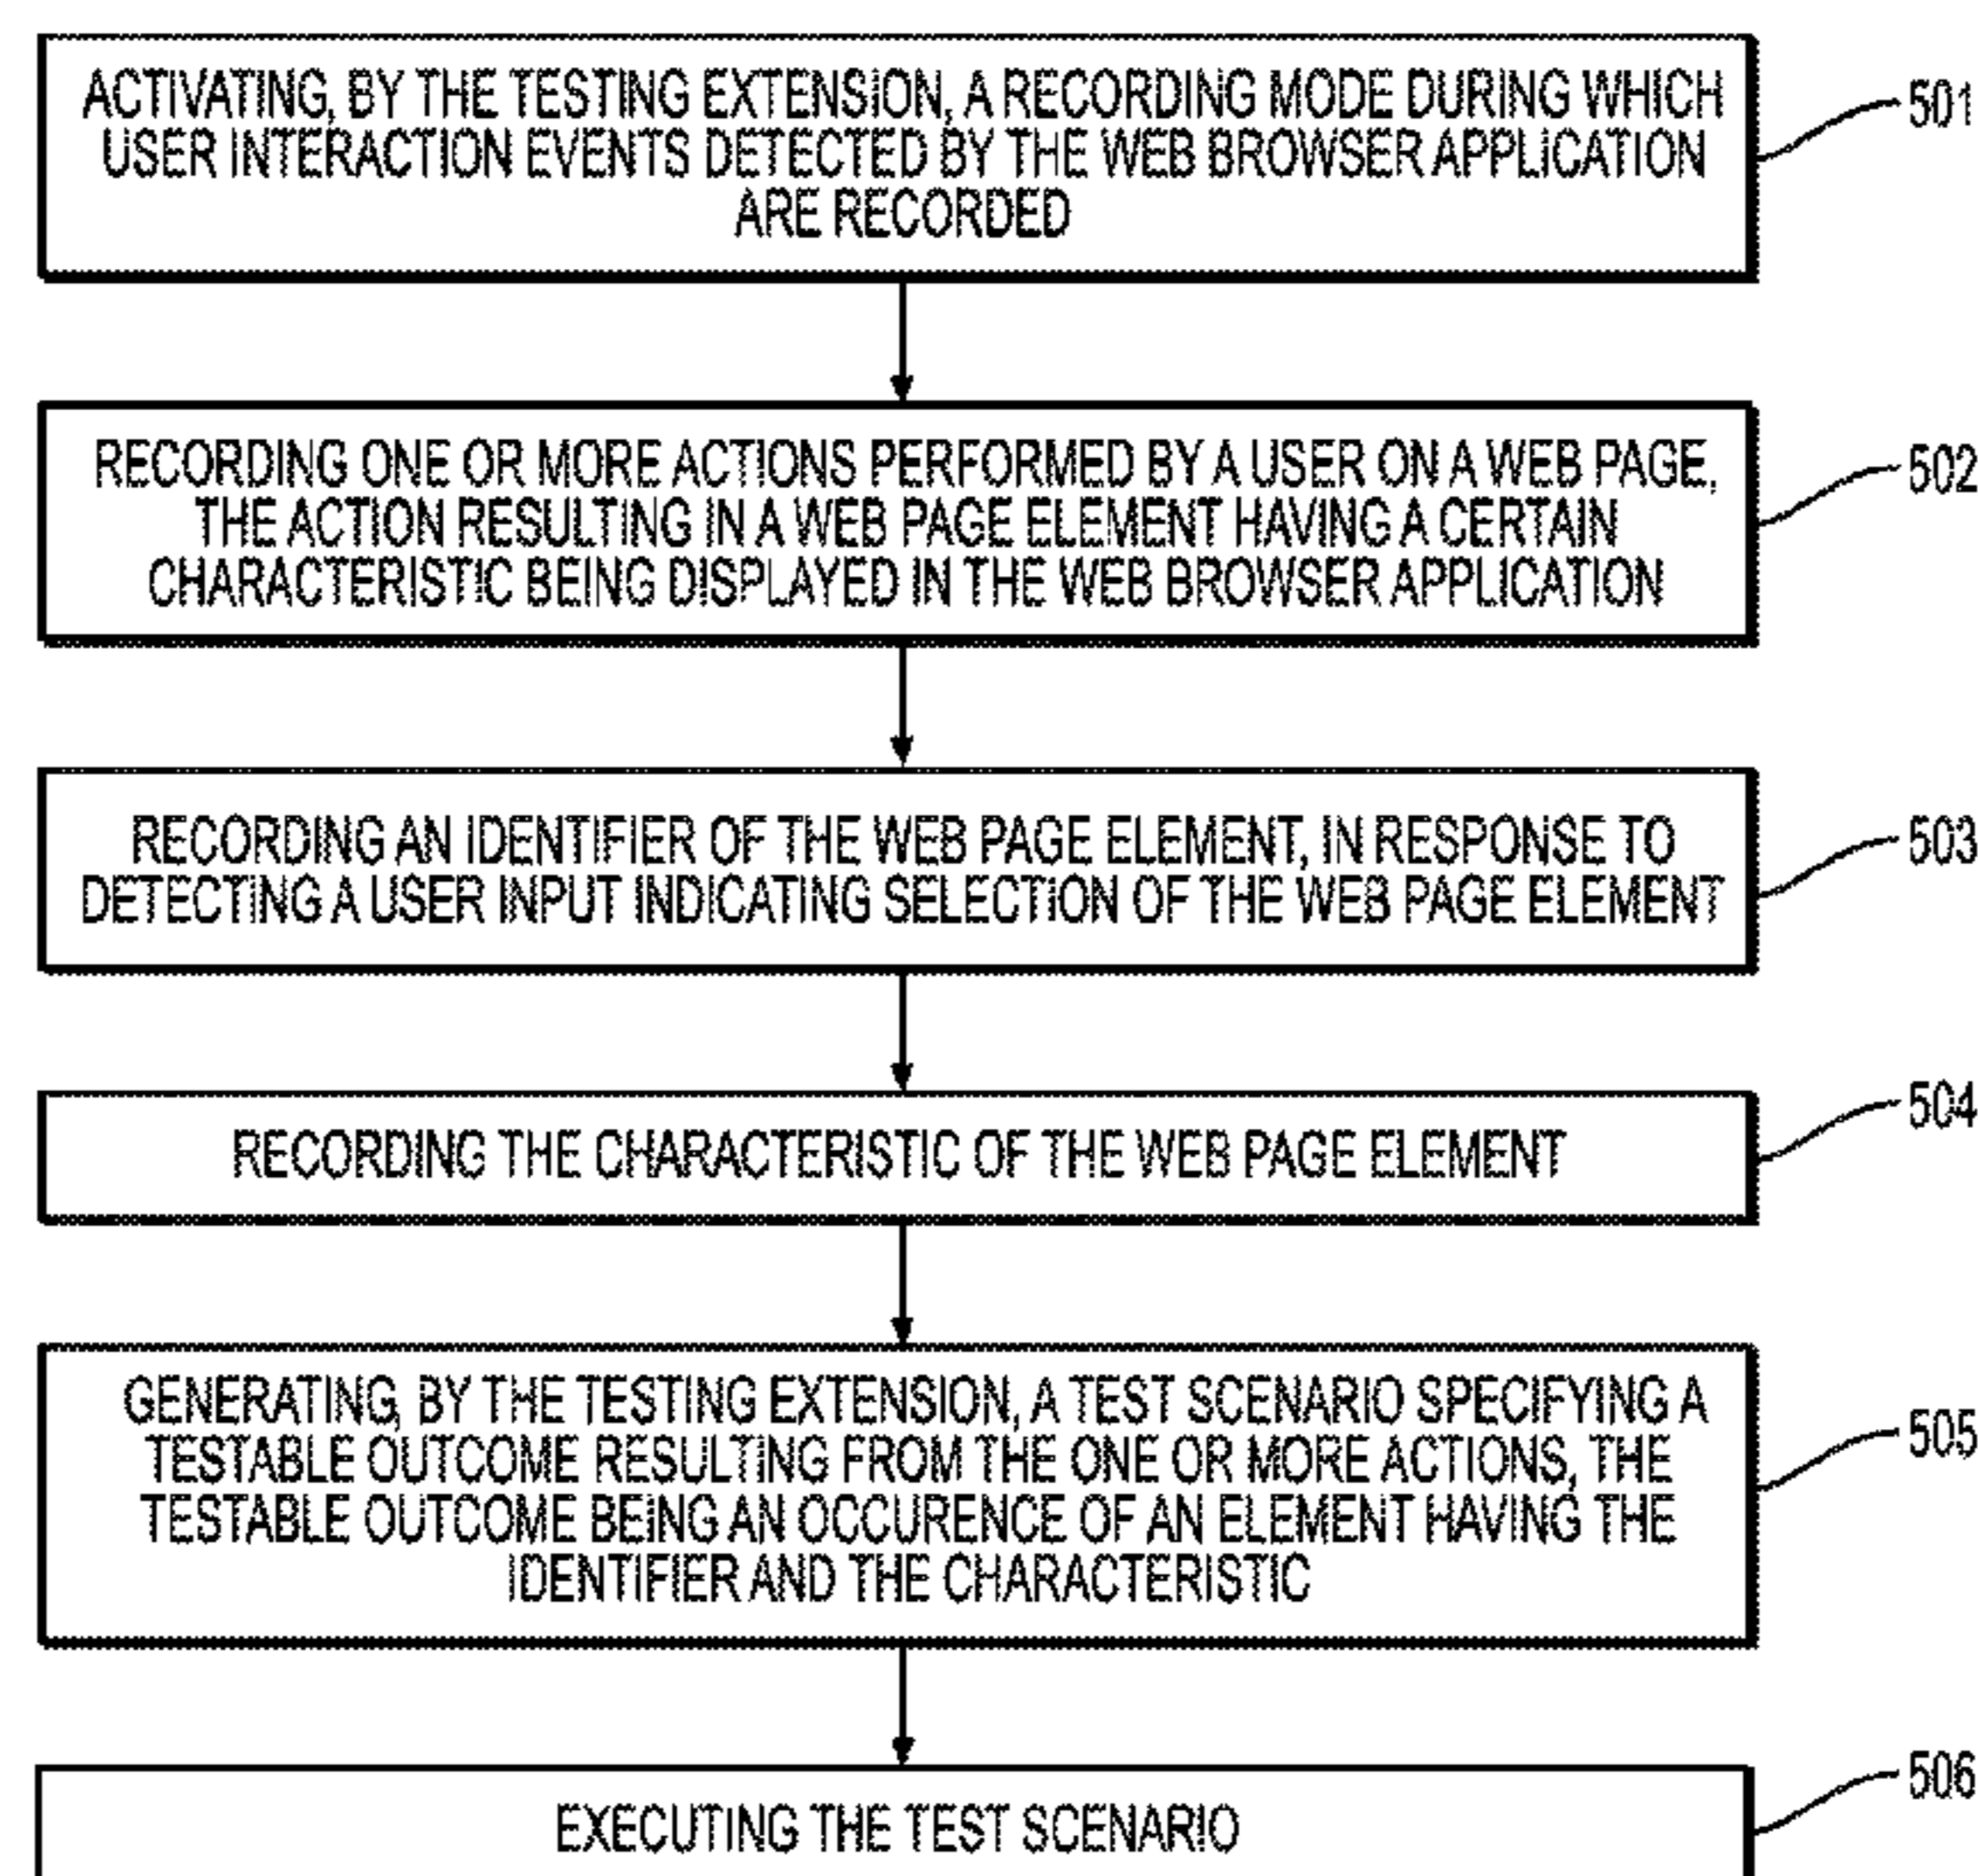 ACTIVATING, BY THE TESTING EXTENSION, A RECORDING MODE DURING WHICH
USER INTERACTION EVENTS DETECTED BY THE WEB BROWSER APPLICATION
ARE RECORDED
501
RECORDING ONE OR MORE ACTIONS PERFORMED BY A USER ON A WEB PAGE,
THE ACTION RESULTING IN A WEB PAGE ELEMENT HAVING A CERTAIN
CHARACTERISTIC BEING DISPLAYED IN THE WEB BROWSER APPLICATION
502
RECORDING AN IDENTIFIER OF THE WEB PAGE ELEMENT, IN RESPONSE TO
DETECTING A USER INPUT INDICATING SELECTION OF THE WEB PAGE ELEMENT
503
RECORDING THE CHARACTERISTIC OF THE WEB PAGE ELEMENT
504
GENERATING, BY THE TESTING EXTENSION, A TEST SCENARIO SPECIFYING A
TESTABLE OUTCOME RESULTING FROM THE ONE OR MORE ACTIONS, THE
TESTABLE OUTCOME BEING AN OCCURENCE OF AN ELEMENT HAVING THE
IDENTIFIER AND THE CHARACTERISTIC
505
EXECUTING THE TEST SCENARIO
506